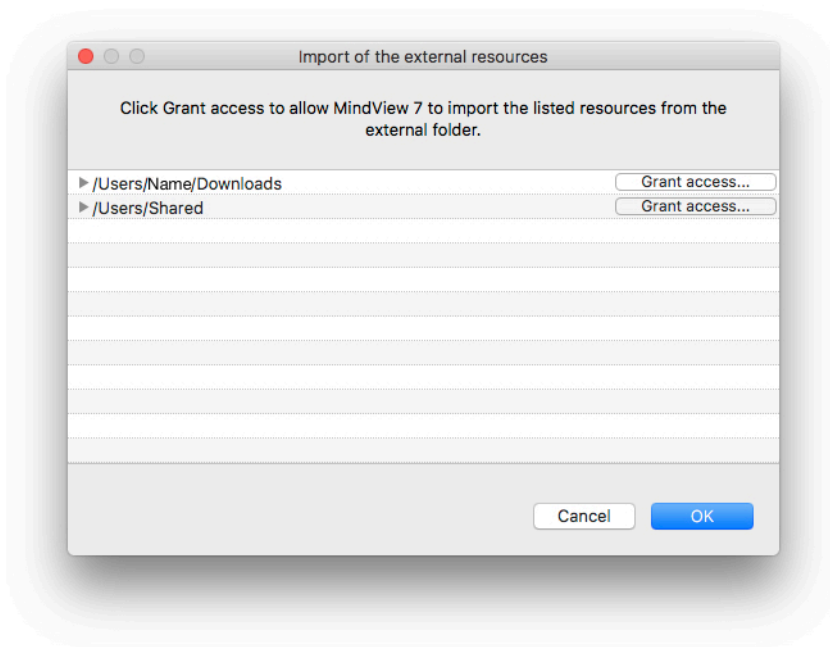 Import of the external resources
Click Grant access to allow MindView 7 to import the listed resources from the
external folder.
/Users/Name/Downloads Grant access...
/Users/Shared Grant access...
Cancel OK